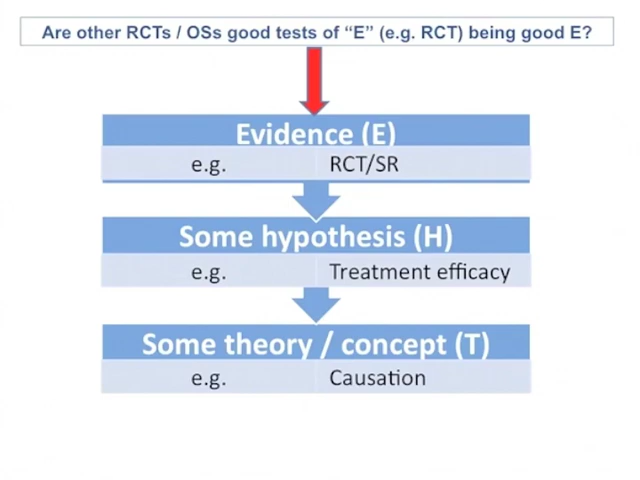 Are other RCTs / OSs good tests of “E” (e.g. RCT) being good E?
Evidence (E)
e.g. RCT/SR
Some hypothesis (H)
e.g. Treatment efficacy
Some theory / concept (T)
e.g. Causation